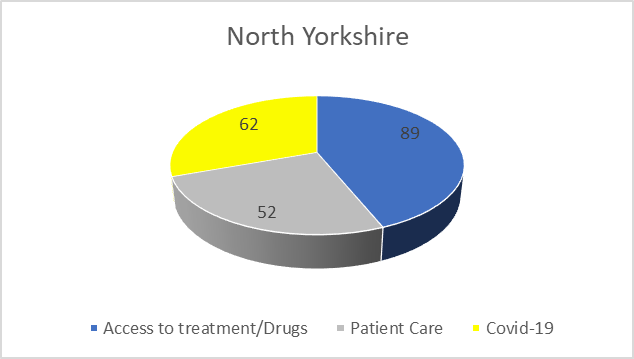 North Yorkshire
62
89
52
Access to treatment/Drugs Patient Care Covid-19